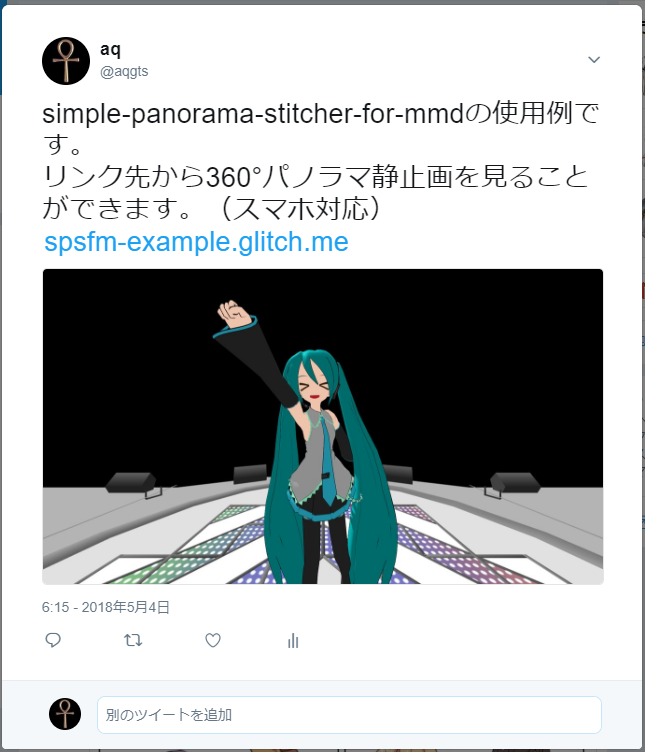 aq
@aqgts
simple-panorama-stitcher-for-mmdの使用例で
す。
リンク先から360°パノラマ静止画を見ること
ができます。（スマホ対応）
spsfm-example.glitch.me
6:15 - 2018年5月4日
別のツイートを追加